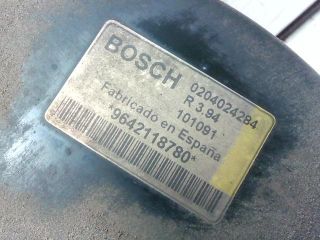 BOSCH
0204024284
R 3.94
101091
Fabricado en España
*9642118780*